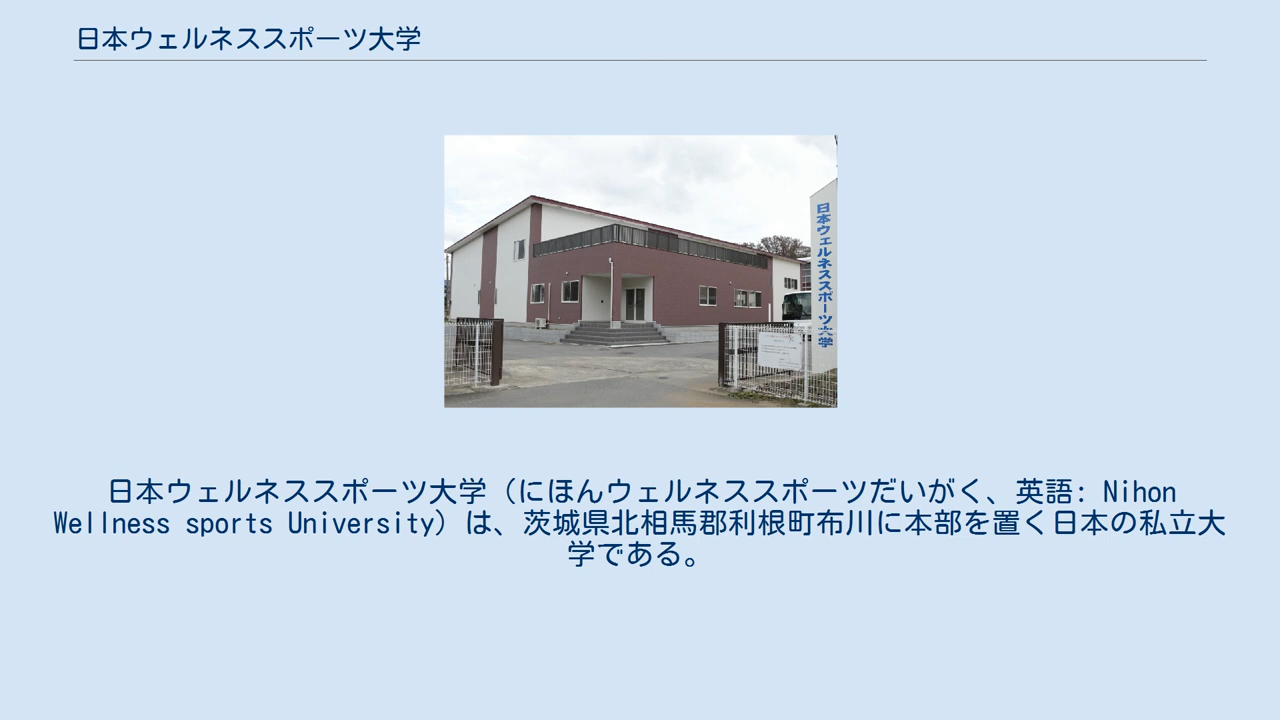 日本ウェルネススポーツ大学
日本ウェルネススポーツ大学
日本ウェルネススポーツ大学（にほんウェルネススポーツだいがく、英語: Nihon
Wellness sports University）は、茨城県北相馬郡利根町布川に本部を置く日本の私立大
学である。